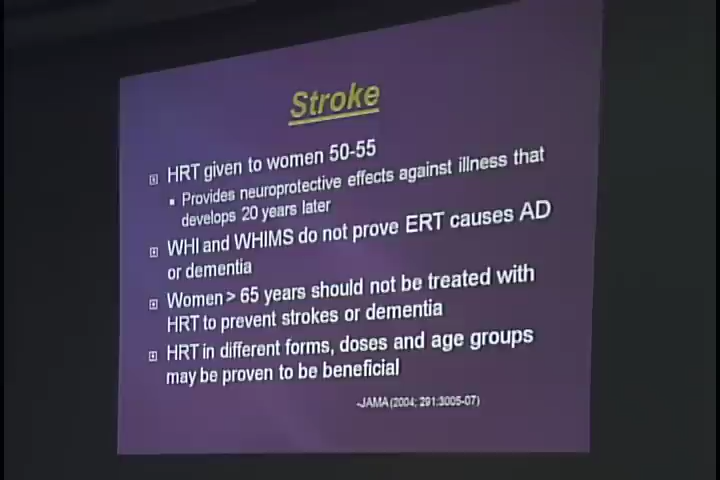 Stroke
HRT given to women 50-55
Provides neuroprotective effects against illness that
develops 20 years later
WHI and WHIMS do not prove ERT causes AD
or dementia
Women > 65 years should not be treated with
HRT to prevent strokes or dementia
HRT in different forms, doses and age groups
may be proven to be beneficial
-JAMA (2004; 291:3005-07)